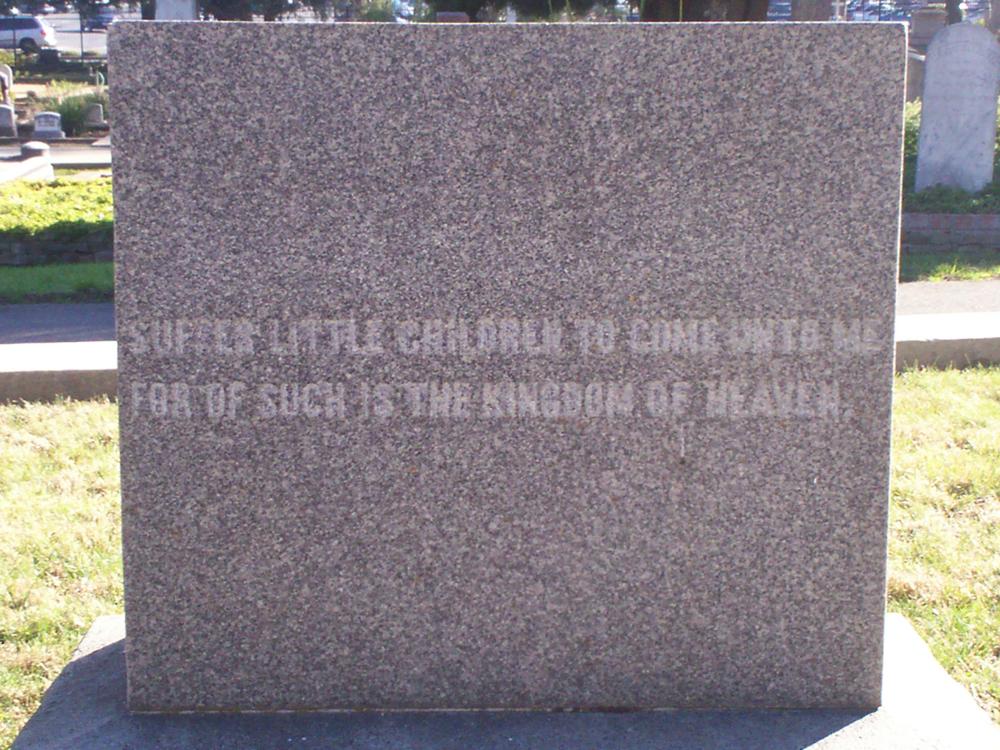 SUFFER LITTLE CHILDREN TO COME UNTO ME
FOR OF SUCH IS THE KINGDOM OF HEAVEN.